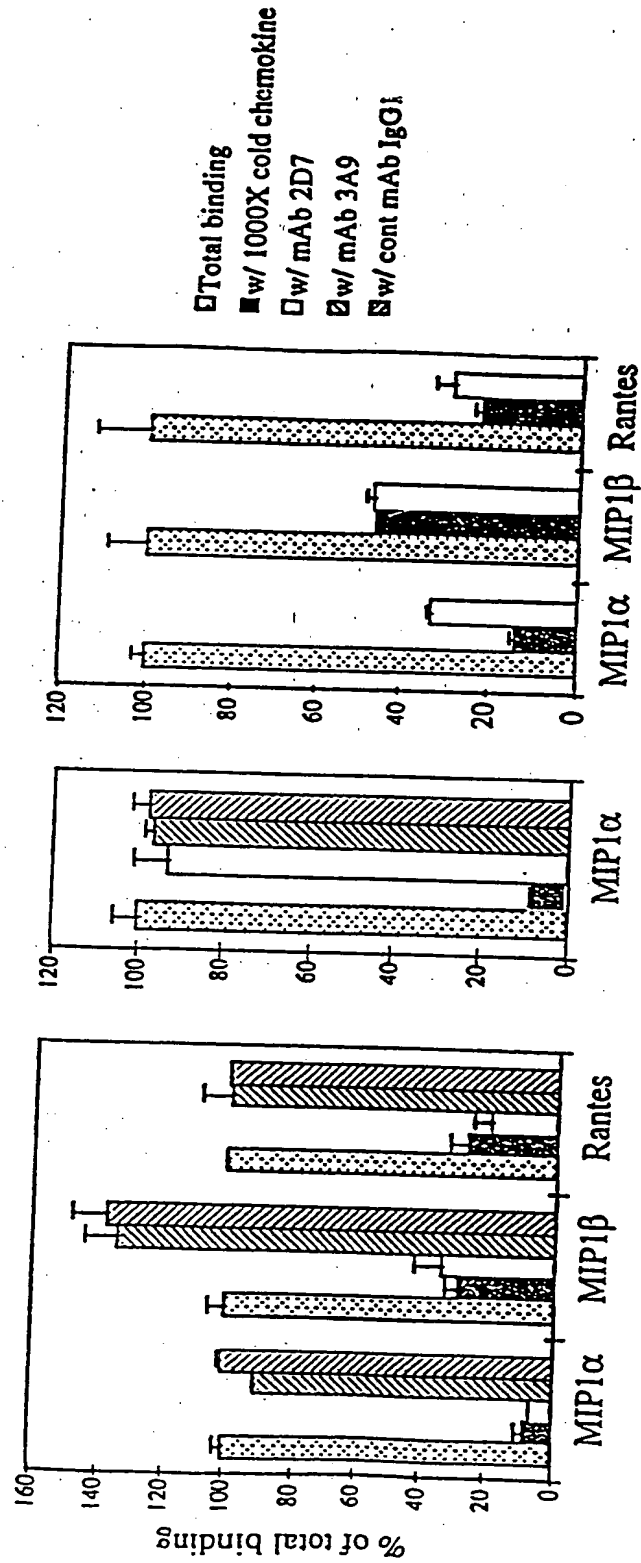 % of total binding
160
140
120
100
80
60
40
20
0
MIP1α
MIP1β
Rantes
120
100
80
60
40
20
0
MIP1α
120
100
80
60
40
20
0
MIP1α
MIP1β
Rantes
Total binding
w/ 1000X cold chemokine
w/ mAb 2D7
w/ mAb 3A9
w/ cont mAb IgG1